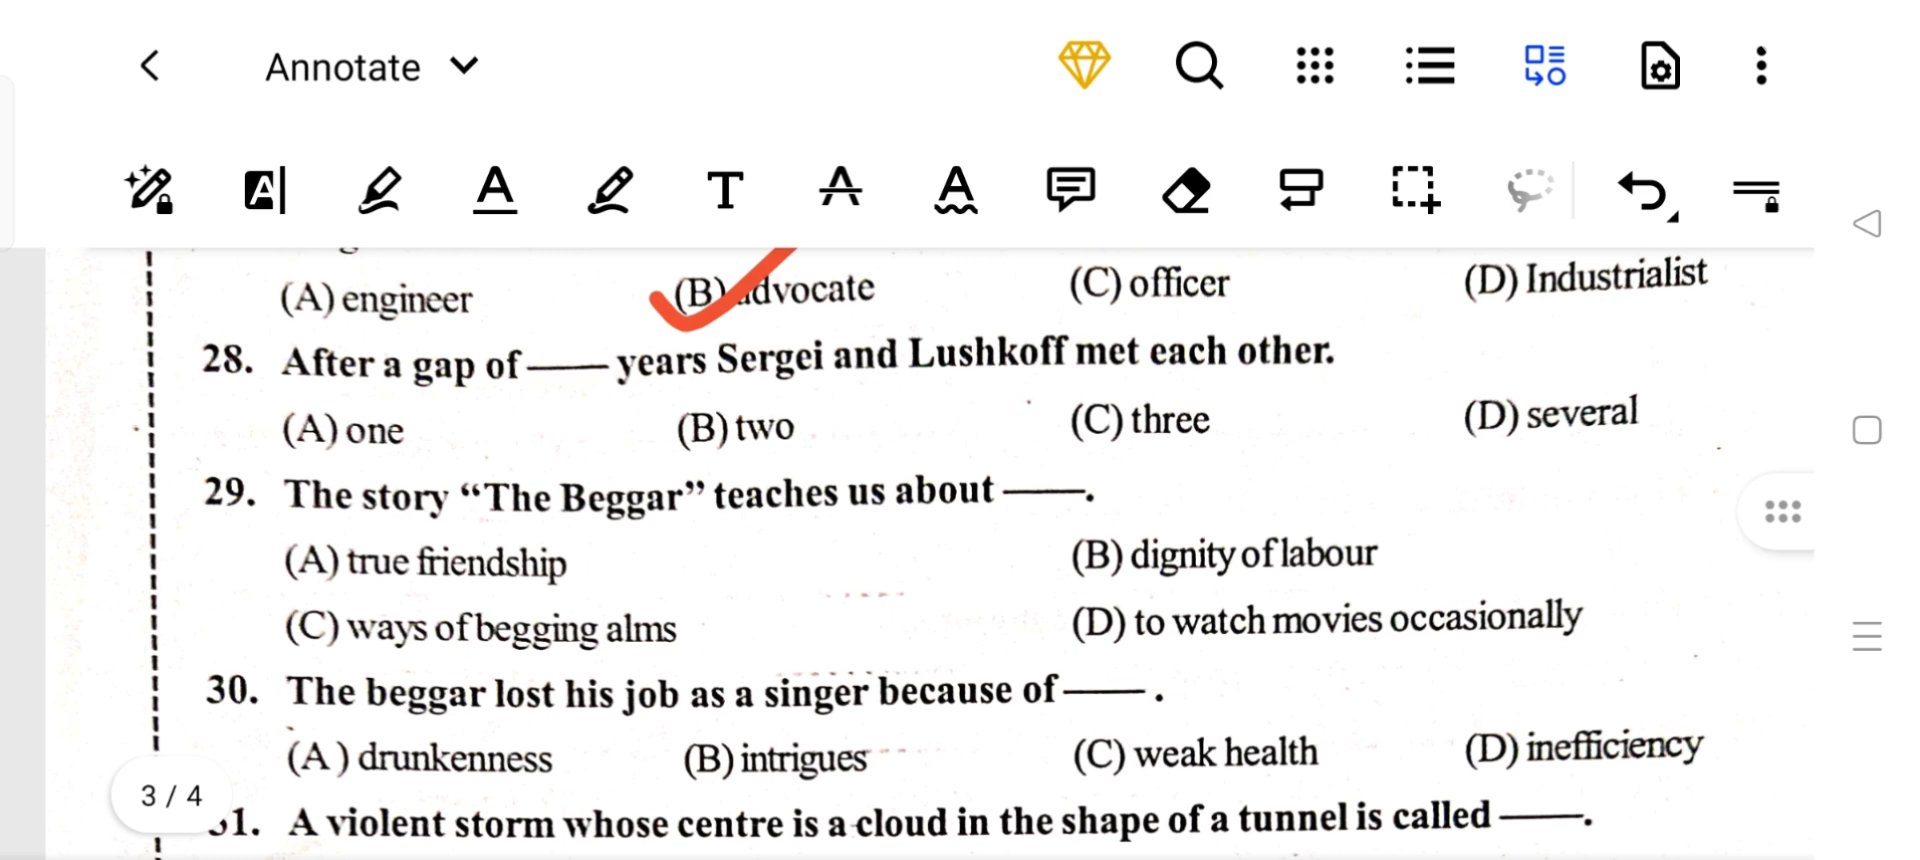 Annotate
A
A
T
A
A
(A) engineer (B) advocate (C) officer (D) Industrialist
28. After a gap of —— years Sergei and Lushkoff met each other.
(A) one (B) two (C) three (D) several
29. The story “The Beggar” teaches us about ——.
(A) true friendship (B) dignity of labour
(C) ways of begging alms (D) to watch movies occasionally
30. The beggar lost his job as a singer because of —— .
(A ) drunkenness (B) intrigues (C) weak health (D) inefficiency
3 / 4
31. A violent storm whose centre is a cloud in the shape of a tunnel is called ——.